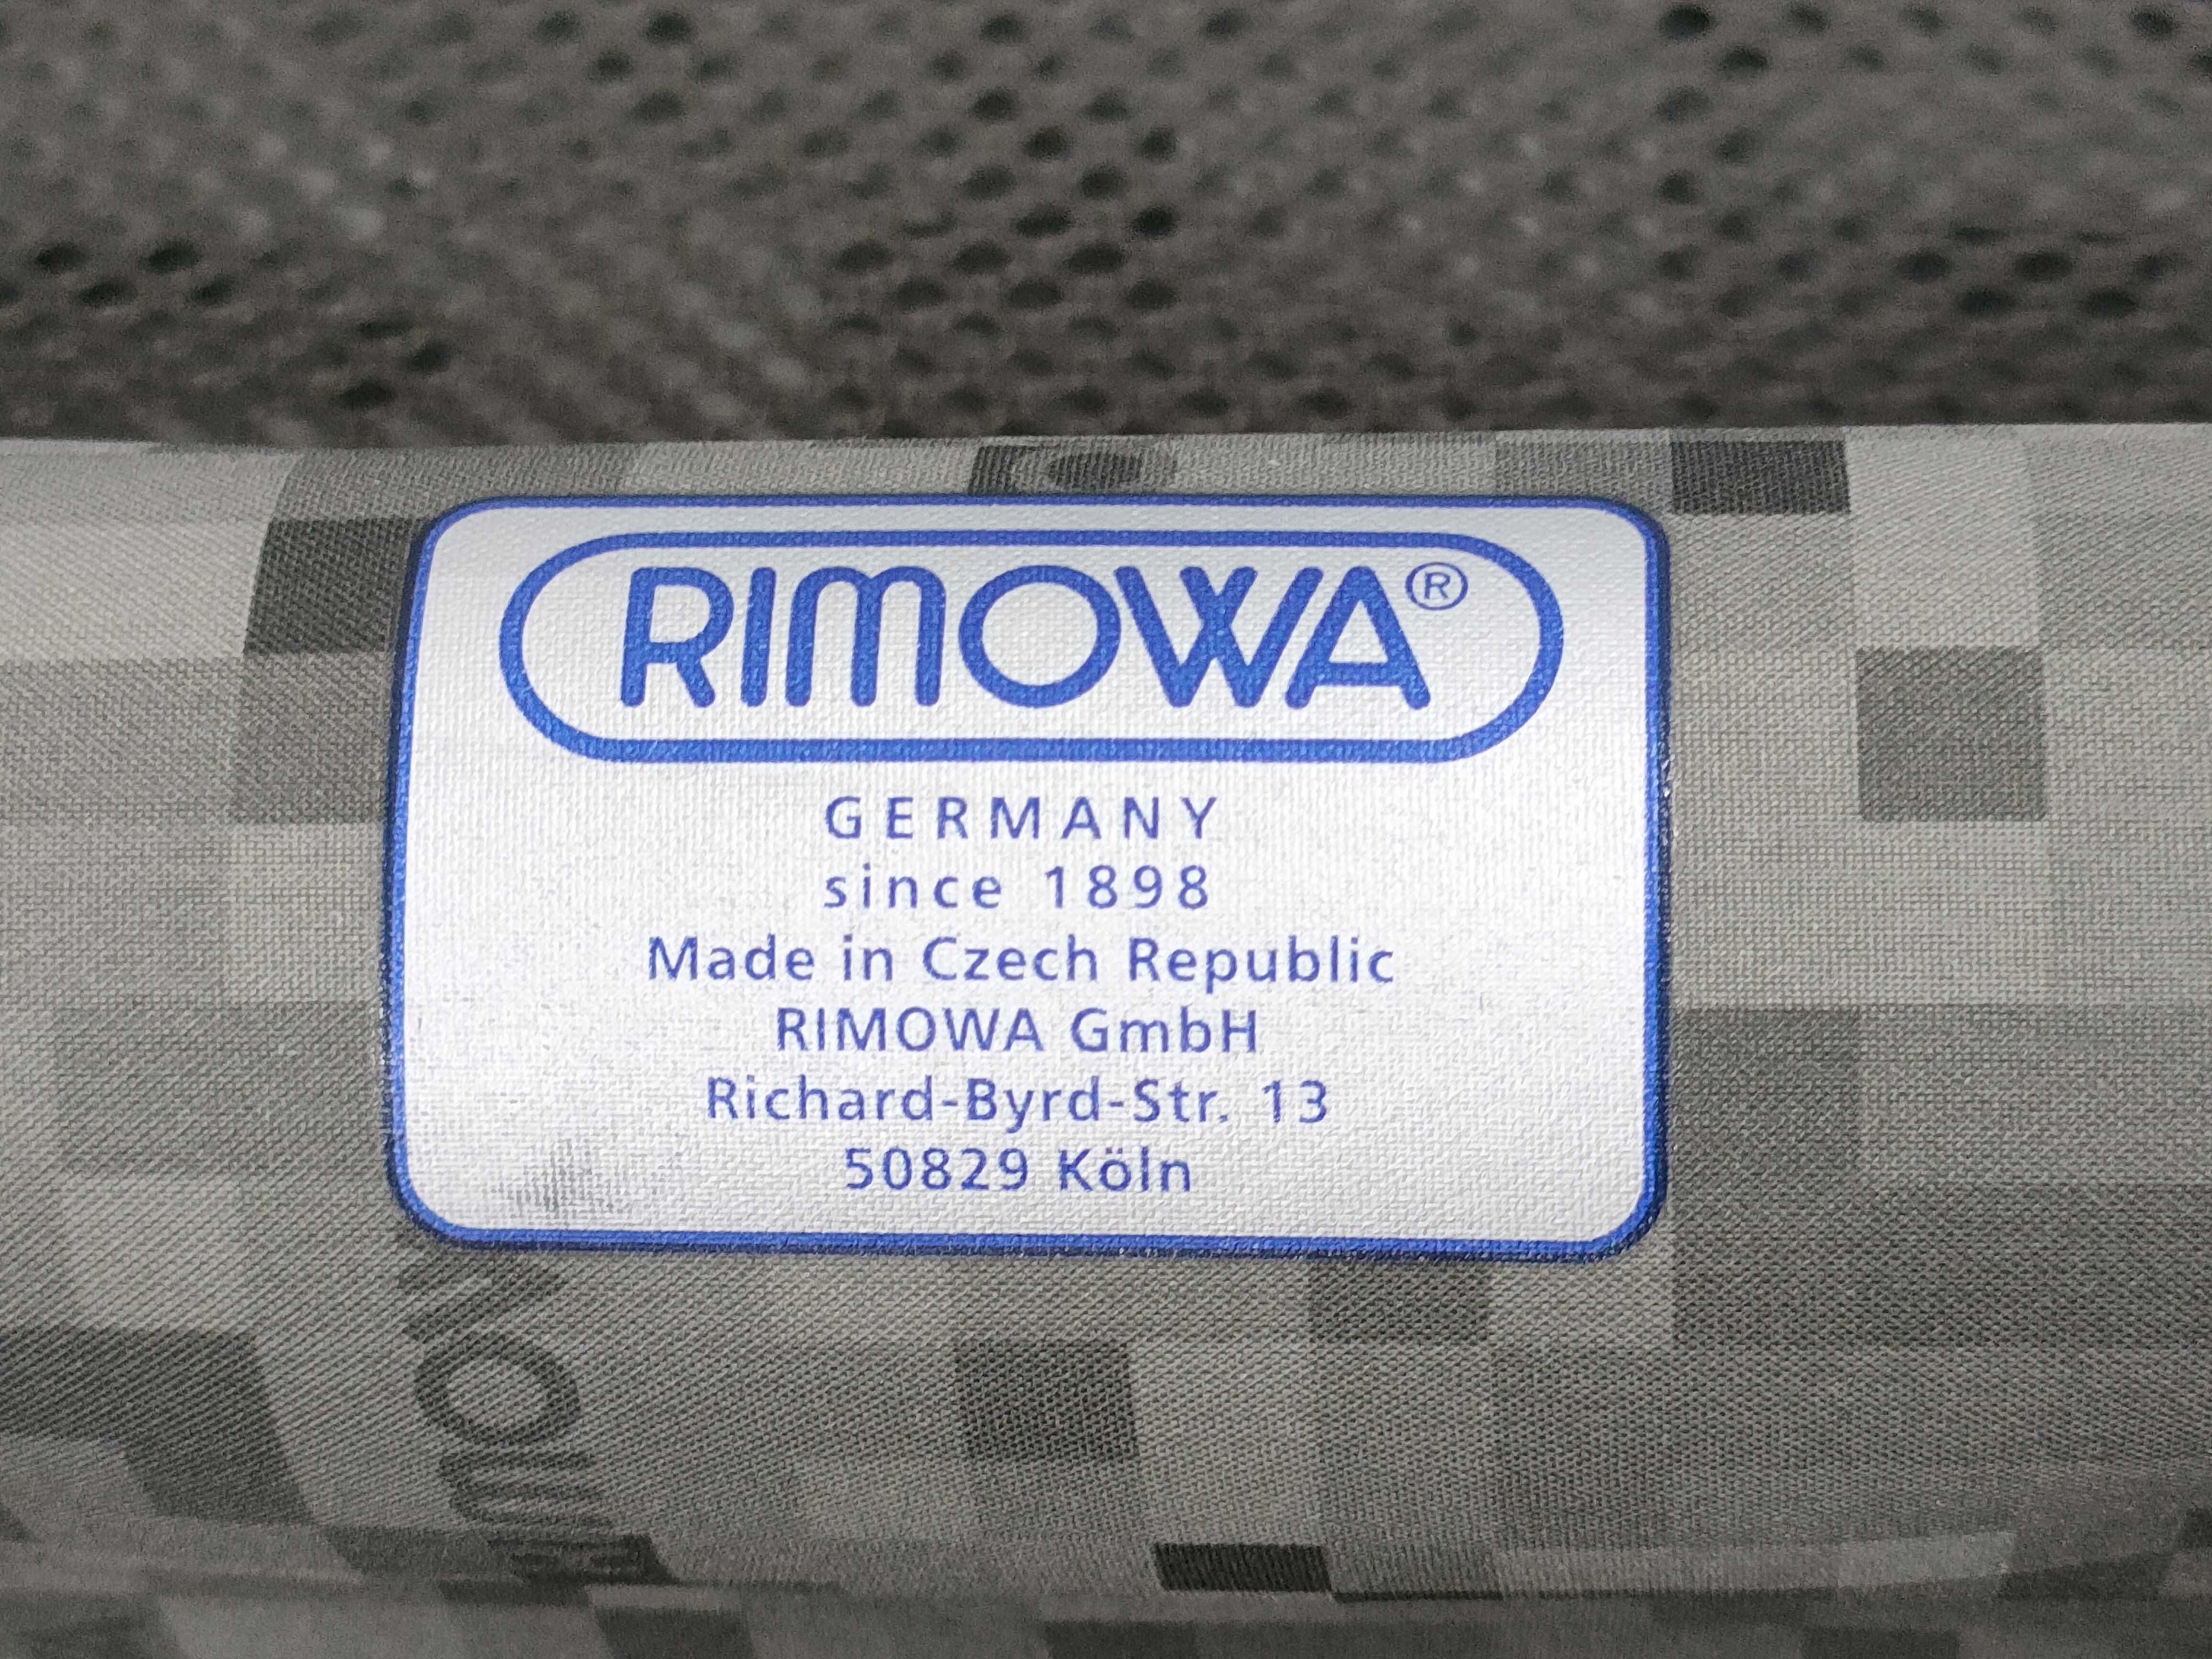 RIMOWA®
GERMANY
since 1898
Made in Czech Republic
RIMOWA GmbH
Richard-Byrd-Str. 13
50829 Köln